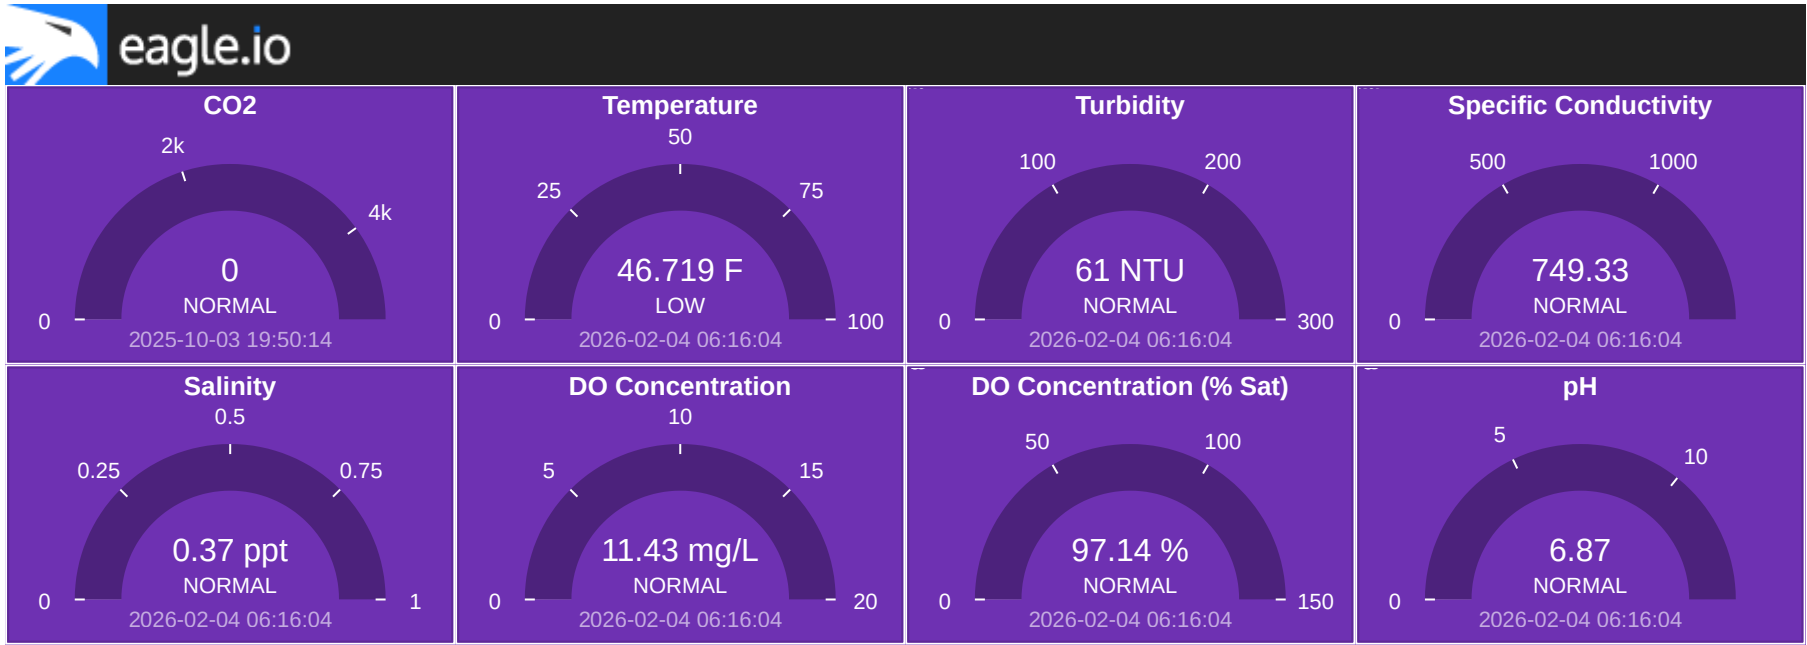 eagle.io
CO2
2k
4k
0
0
NORMAL
2025-10-03 19:50:14
Temperature
50
25
75
46.719 F
LOW
0
100
2026-02-04 06:16:04
Turbidity
100
200
61 NTU
NORMAL
0
300
2026-02-04 06:16:04
Specific Conductivity
500
1000
749.33
NORMAL
0
2026-02-04 06:16:04
Salinity
0.5
0.25
0.75
0.37 ppt
NORMAL
0
1
2026-02-04 06:16:04
DO Concentration
10
5
15
11.43 mg/L
NORMAL
0
20
2026-02-04 06:16:04
DO Concentration (% Sat)
50
100
97.14 %
NORMAL
0
150
2026-02-04 06:16:04
pH
5
10
6.87
NORMAL
0
2026-02-04 06:16:04